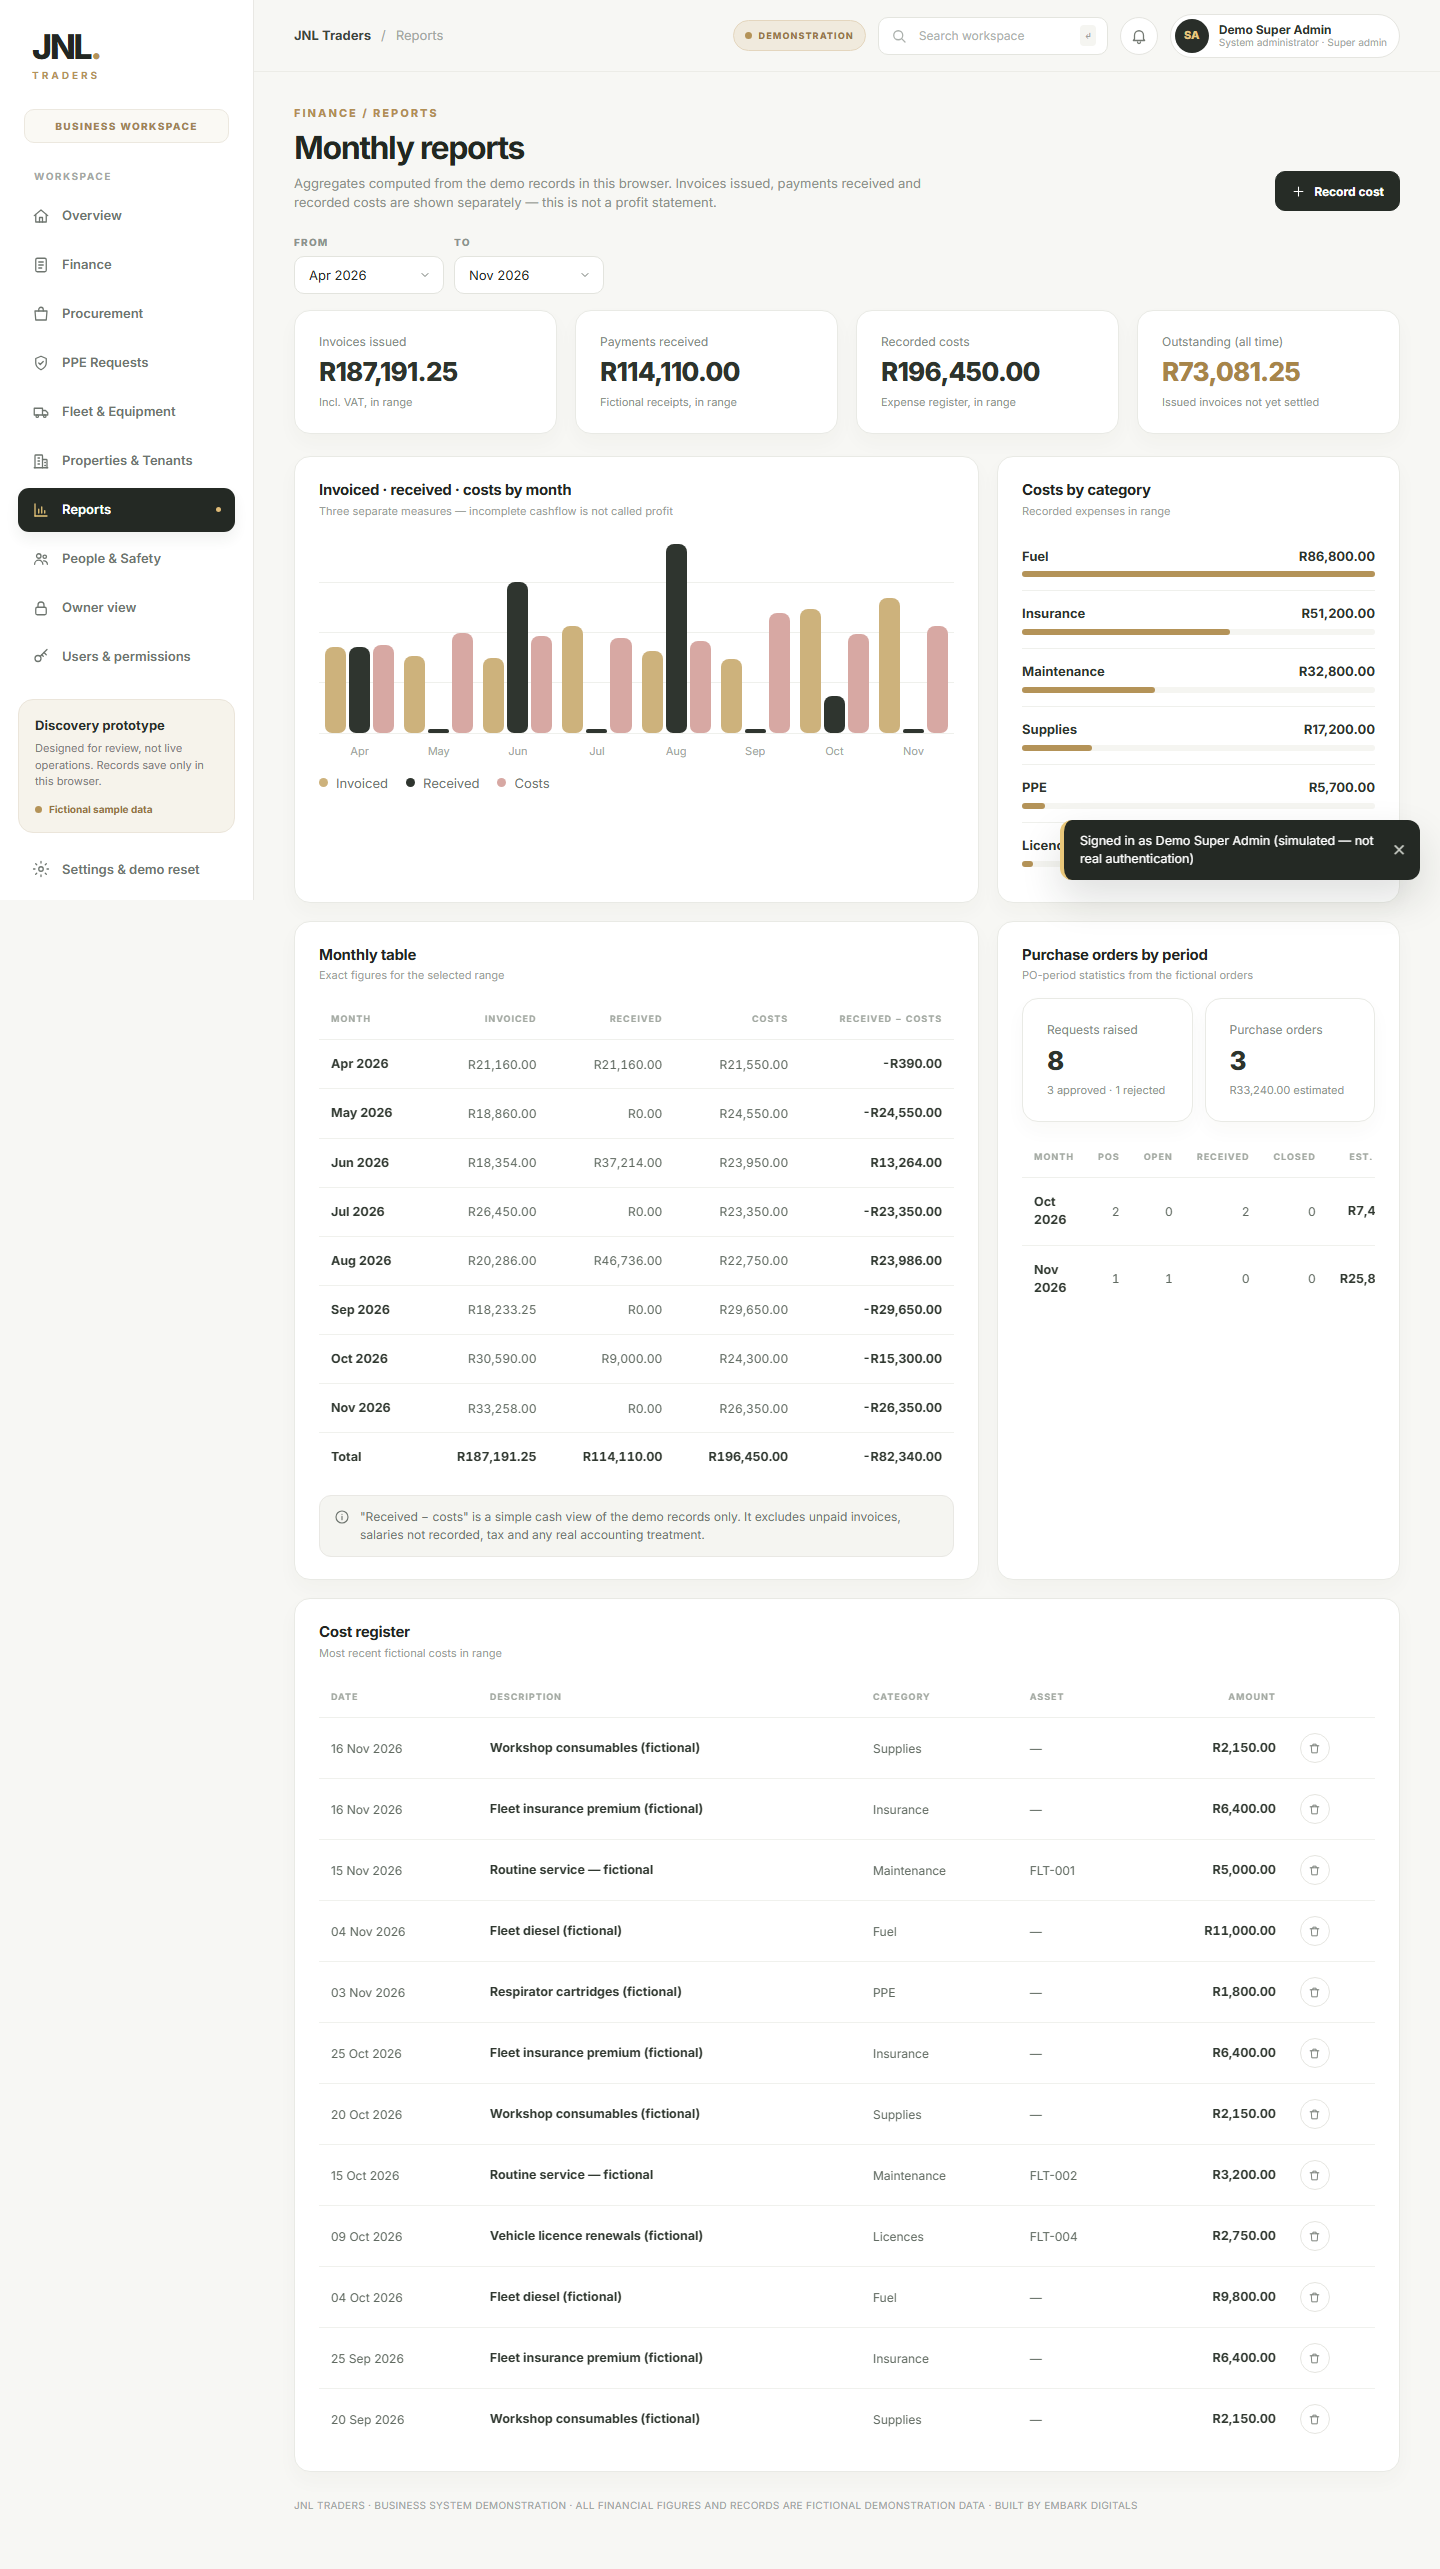 JNL.
TRADERS
BUSINESS WORKSPACE
WORKSPACE
Overview
Finance
Procurement
PPE Requests
Fleet & Equipment
Properties & Tenants
Reports
People & Safety
Owner view
Users & permissions
Discovery prototype
Designed for review, not live
operations. Records save only in
this browser.
Fictional sample data
Settings & demo reset
JNL Traders / Reports
DEMONSTRATION
Search workspace
SA
Demo Super Admin
System administrator · Super admin
FINANCE / REPORTS
Monthly reports
Aggregates computed from the demo records in this browser. Invoices issued, payments received and
recorded costs are shown separately — this is not a profit statement.
Record cost
FROM
TO
Apr 2026
Nov 2026
Invoices issued
R187,191.25
Incl. VAT, in range
Payments received
R114,110.00
Fictional receipts, in range
Recorded costs
R196,450.00
Expense register, in range
Outstanding (all time)
R73,081.25
Issued invoices not yet settled
Invoiced · received · costs by month
Three separate measures — incomplete cashflow is not called profit
Apr May Jun Jul Aug Sep Oct Nov
Invoiced Received Costs
Costs by category
Recorded expenses in range
Fuel R86,800.00
Insurance R51,200.00
Maintenance R32,800.00
Supplies R17,200.00
PPE R5,700.00
Licenc
Signed in as Demo Super Admin (simulated — not
real authentication)
Monthly table
Exact figures for the selected range
MONTH INVOICED RECEIVED COSTS RECEIVED − COSTS
Apr 2026 R21,160.00 R21,160.00 R21,550.00 -R390.00
May 2026 R18,860.00 R0.00 R24,550.00 -R24,550.00
Jun 2026 R18,354.00 R37,214.00 R23,950.00 R13,264.00
Jul 2026 R26,450.00 R0.00 R23,350.00 -R23,350.00
Aug 2026 R20,286.00 R46,736.00 R22,750.00 R23,986.00
Sep 2026 R18,233.25 R0.00 R29,650.00 -R29,650.00
Oct 2026 R30,590.00 R9,000.00 R24,300.00 -R15,300.00
Nov 2026 R33,258.00 R0.00 R26,350.00 -R26,350.00
Total R187,191.25 R114,110.00 R196,450.00 -R82,340.00
"Received − costs" is a simple cash view of the demo records only. It excludes unpaid invoices,
salaries not recorded, tax and any real accounting treatment.
Purchase orders by period
PO-period statistics from the fictional orders
Requests raised
8
3 approved · 1 rejected
Purchase orders
3
R33,240.00 estimated
MONTH POS OPEN RECEIVED CLOSED EST.
Oct 2026 2 0 2 0 R7,4
Nov 2026 1 1 0 0 R25,8
Cost register
Most recent fictional costs in range
DATE DESCRIPTION CATEGORY ASSET AMOUNT
16 Nov 2026 Workshop consumables (fictional) Supplies — R2,150.00
16 Nov 2026 Fleet insurance premium (fictional) Insurance — R6,400.00
15 Nov 2026 Routine service — fictional Maintenance FLT-001 R5,000.00
04 Nov 2026 Fleet diesel (fictional) Fuel — R11,000.00
03 Nov 2026 Respirator cartridges (fictional) PPE — R1,800.00
25 Oct 2026 Fleet insurance premium (fictional) Insurance — R6,400.00
20 Oct 2026 Workshop consumables (fictional) Supplies — R2,150.00
15 Oct 2026 Routine service — fictional Maintenance FLT-002 R3,200.00
09 Oct 2026 Vehicle licence renewals (fictional) Licences FLT-004 R2,750.00
04 Oct 2026 Fleet diesel (fictional) Fuel — R9,800.00
25 Sep 2026 Fleet insurance premium (fictional) Insurance — R6,400.00
20 Sep 2026 Workshop consumables (fictional) Supplies — R2,150.00
JNL TRADERS · BUSINESS SYSTEM DEMONSTRATION · ALL FINANCIAL FIGURES AND RECORDS ARE FICTIONAL DEMONSTRATION DATA · BUILT BY EMBARK DIGITALS